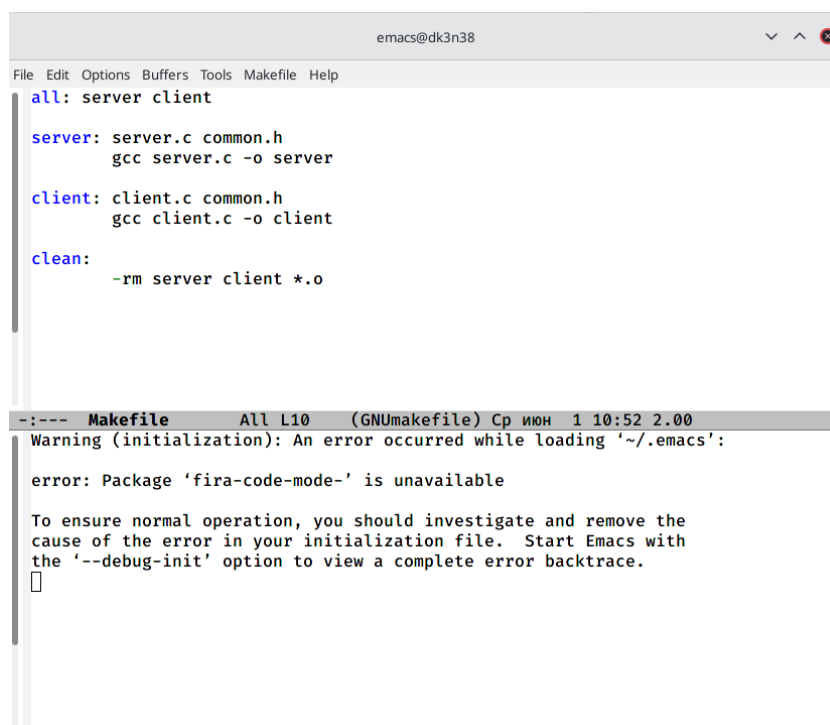 emacs@dk3n38
File Edit Options Buffers Tools Makefile Help
all: server client
server: server.c common.h
gcc server.c -o server
client: client.c common.h
gcc client.c -o client
clean:
-rm server client *.o
-:--- Makefile All L10 (GNUmakefile) Ср июн 1 10:52 2.00
Warning (initialization): An error occurred while loading ‘~/.emacs’:
error: Package ‘fira-code-mode-’ is unavailable
To ensure normal operation, you should investigate and remove the
cause of the error in your initialization file. Start Emacs with
the ‘--debug-init’ option to view a complete error backtrace.